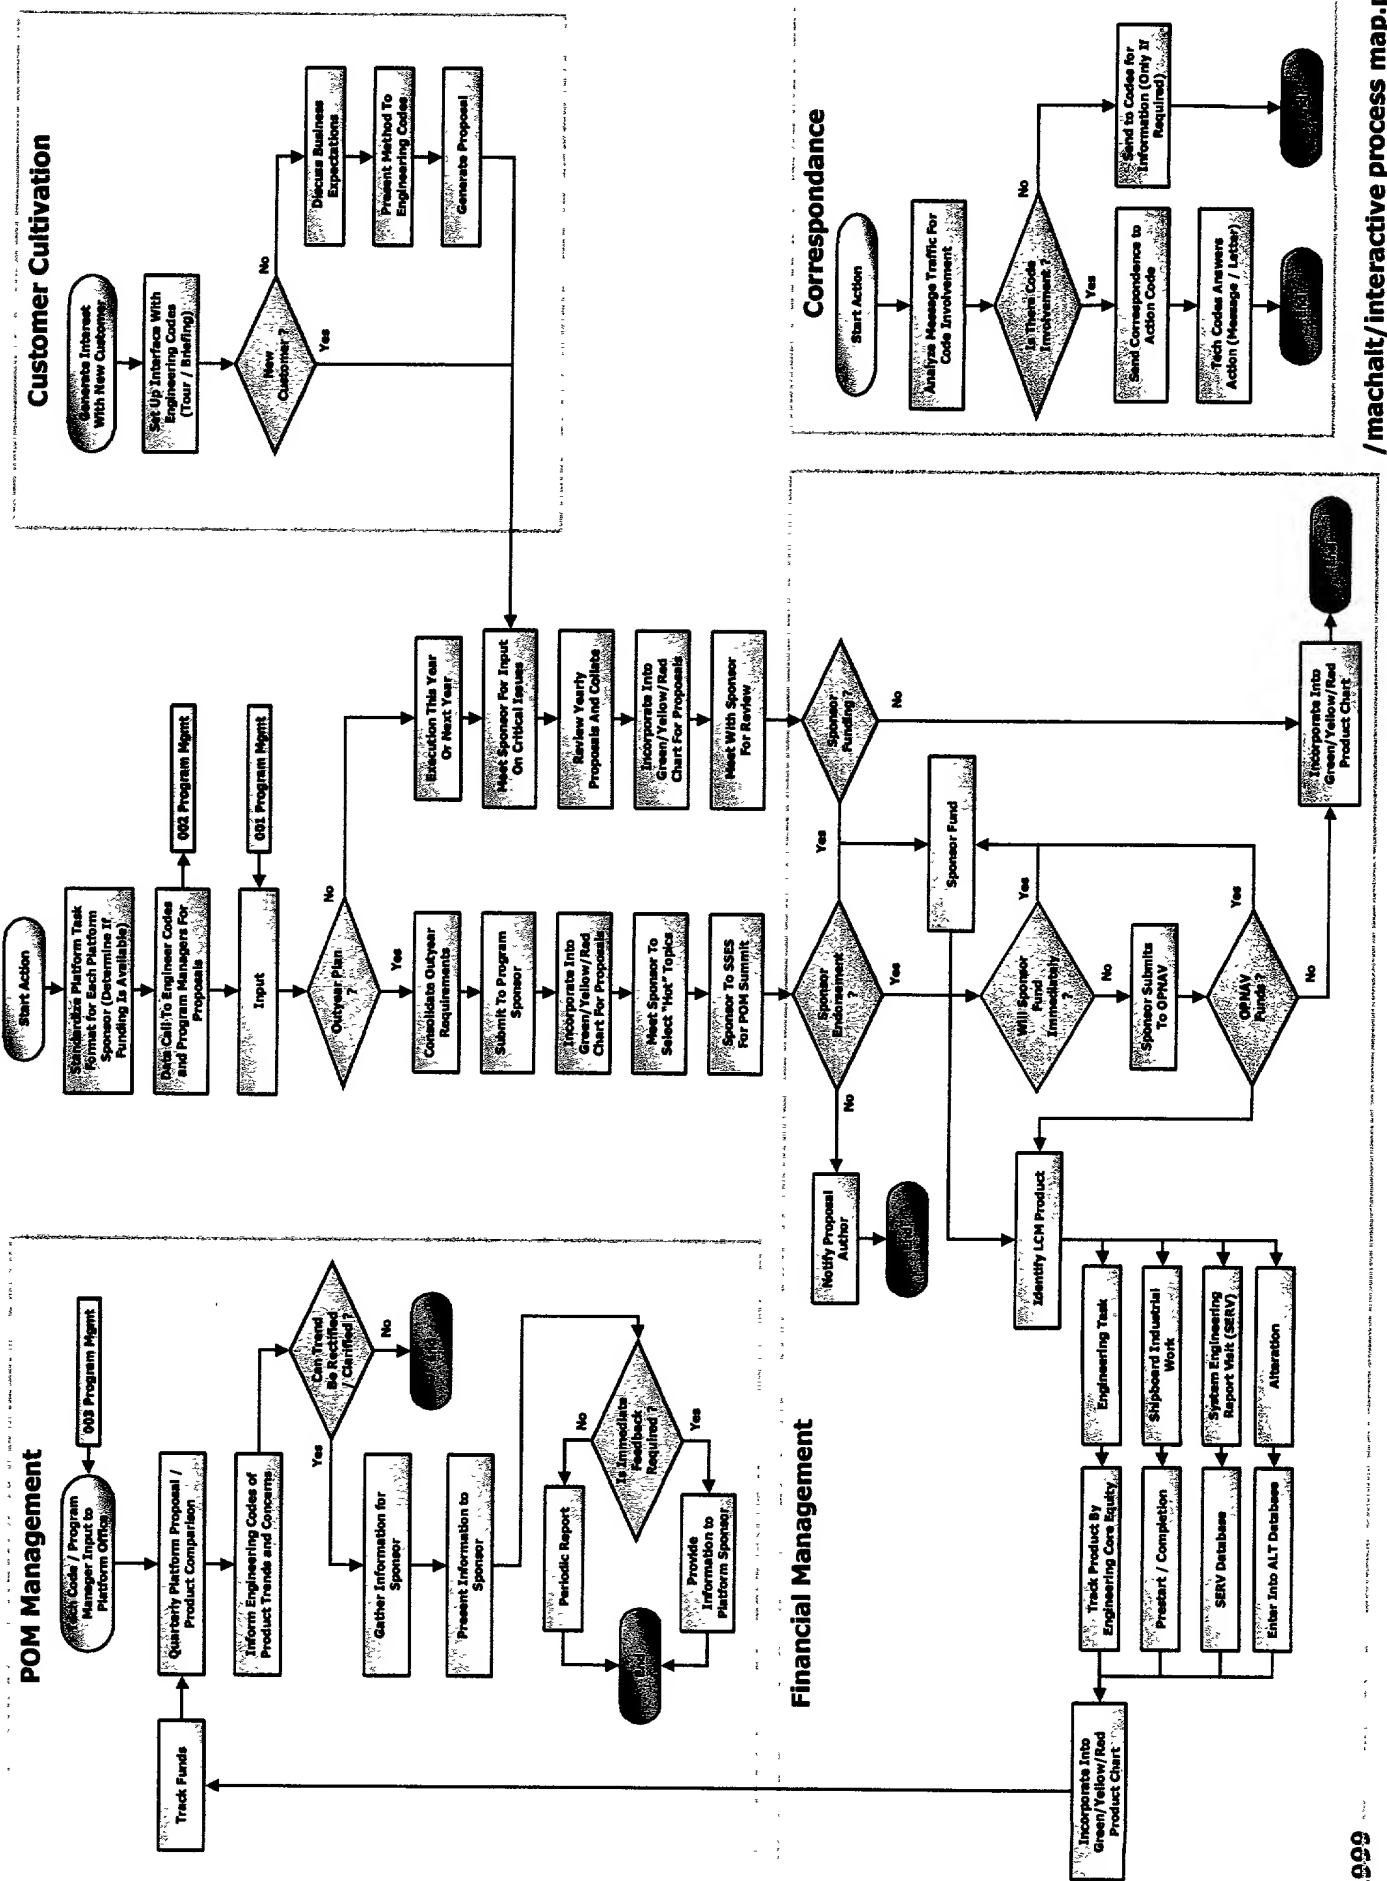 POM Management
003 Program Mgmt
Tech Code / Program
Manager Input to
Platform Office
Track Funds
Quarterly Platform Proposal /
Product Comparison
Inform Engineering Codes of
Product Trends and Concerns
Can Trend
Be Rectified
/ Clarified ?
Yes
No
Gather Information for
Sponsor
Present Information to
Sponsor
Is Immediate
Feedback
Required ?
No
Yes
Periodic Report
Provide
Information to
Platform Sponsor
End
Start Action
Standardize Platform Task
Format for Each Platform
Sponsor (Determine If
Funding Is Available)
Data Call To Engineer Codes
and Program Managers For
Proposals
002 Program Mgmt
001 Program Mgmt
Input
Outyear Plan
?
No
Yes
Consolidate Outyear
Requirements
Submit To Program
Sponsor
Incorporate Into
Green/Yellow/Red
Chart For Proposals
Meet Sponsor To
Select "Hot" Topics
Sponsor To SSES
For POM Summit
Execution This Year
Or Next Year
Meet Sponsor For Input
On Critical Issues
Review Yearly
Proposals And Collate
Incorporate Into
Green/Yellow/Red
Chart For Proposals
Meet With Sponsor
For Review
Customer Cultivation
Generate Interest
With New Customer
Set Up Interface With
Engineering Codes
(Tour / Briefing)
New
Customer ?
No
Yes
Discuss Business
Expectations
Present Method To
Engineering Codes
Generate Proposal
Financial Management
Sponsor
Endorsement
?
No
Yes
Notify Proposal
Author
Sponsor
Funding ?
Yes
No
Sponsor Fund
Will Sponsor
Fund
Immediately
?
Yes
No
Sponsor Submits
To OPNAV
OPNAV
Funds?
Yes
No
Identify LCM Product
Engineering Task
Shipboard Industrial
Work
System Engineering
Report Visit (SERV)
Alteration
Track Product By
Engineering Core Equity
Prestart / Completion
SERV Database
Enter Into ALT Database
Incorporate Into
Green/Yellow/Red
Product Chart
Incorporate Into
Green/Yellow/Red
Product Chart
Correspondance
Start Action
Analyze Message Traffic For
Code Involvement
Is There Code
Involvement ?
No
Yes
Send to Codes for
Information (Only If
Required)
Send Correspondence to
Action Code
Tech Codes Answers
Action (Message / Letter)
999
/machalt/interactive process map.p